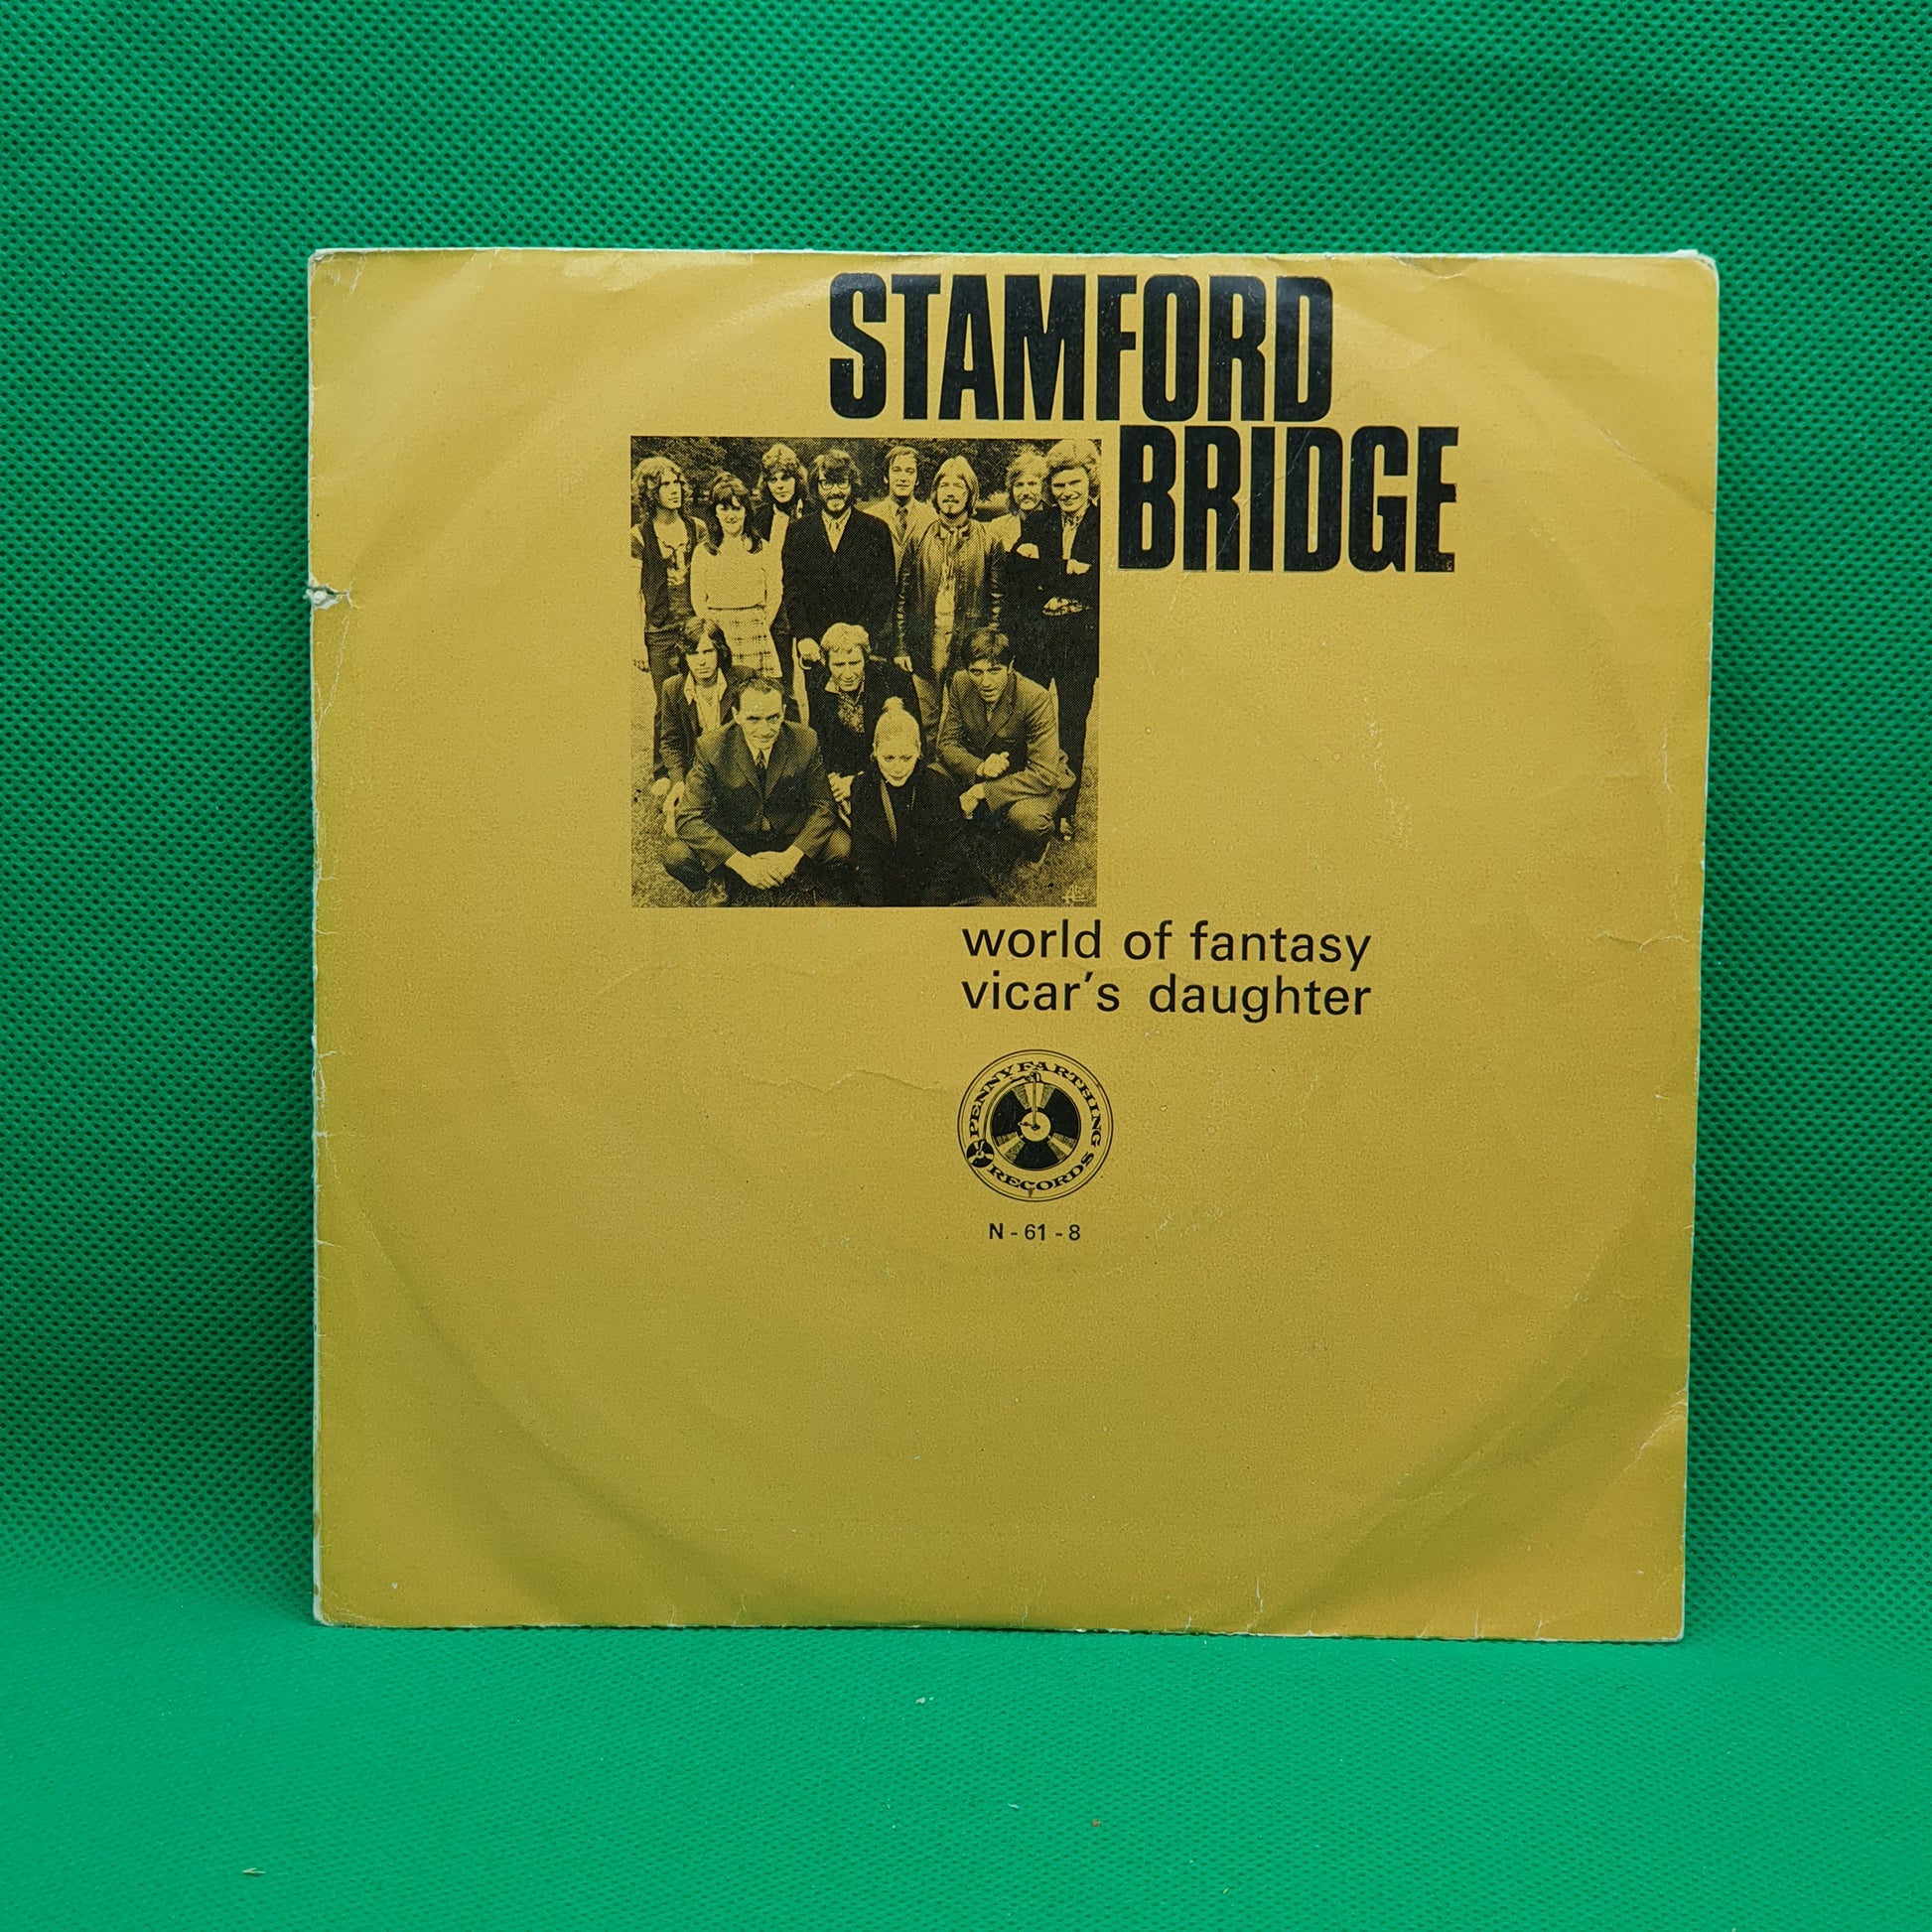 STAMFORD
BRIDGE
world of fantasy
vicar's daughter
PENNY FARTHING
RECORDS
N - 61 - 8